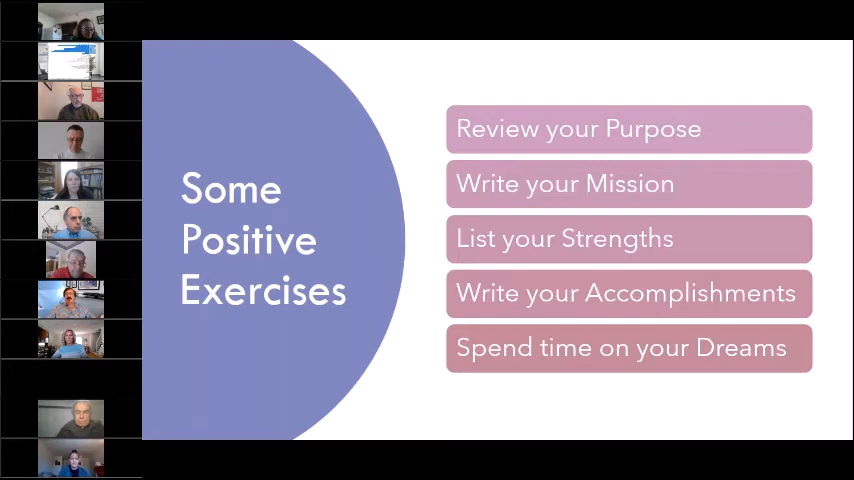 Some
Positive
Exercises
Review your Purpose
Write your Mission
List your Strengths
Write your Accomplishments
Spend time on your Dreams